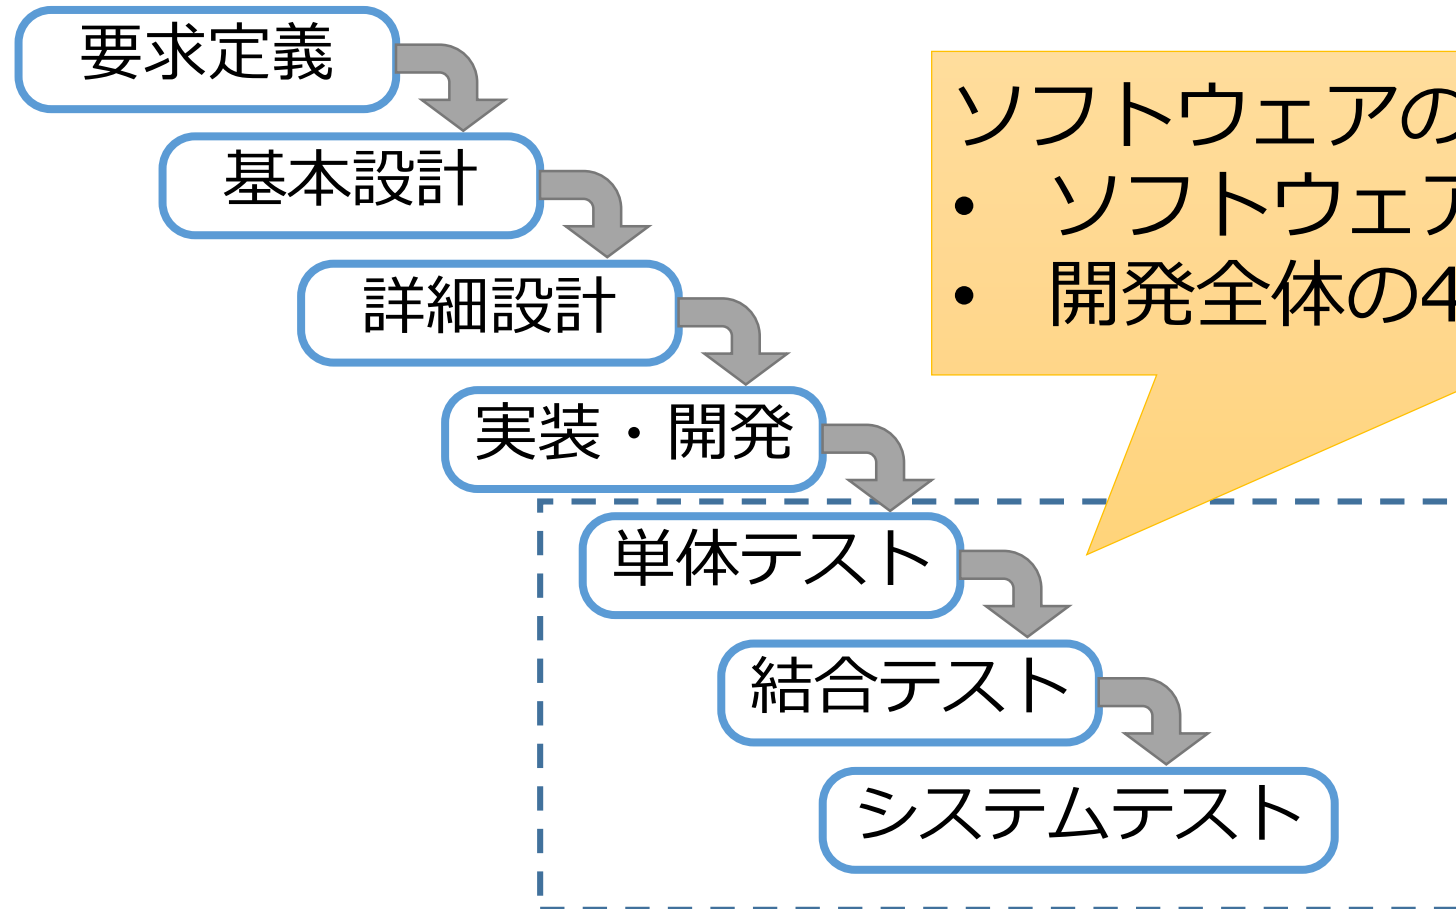 要求定義
基本設計
詳細設計
実装・開発
単体テスト
結合テスト
システムテスト
ソフトウェアの
• ソフトウェア
• 開発全体の4